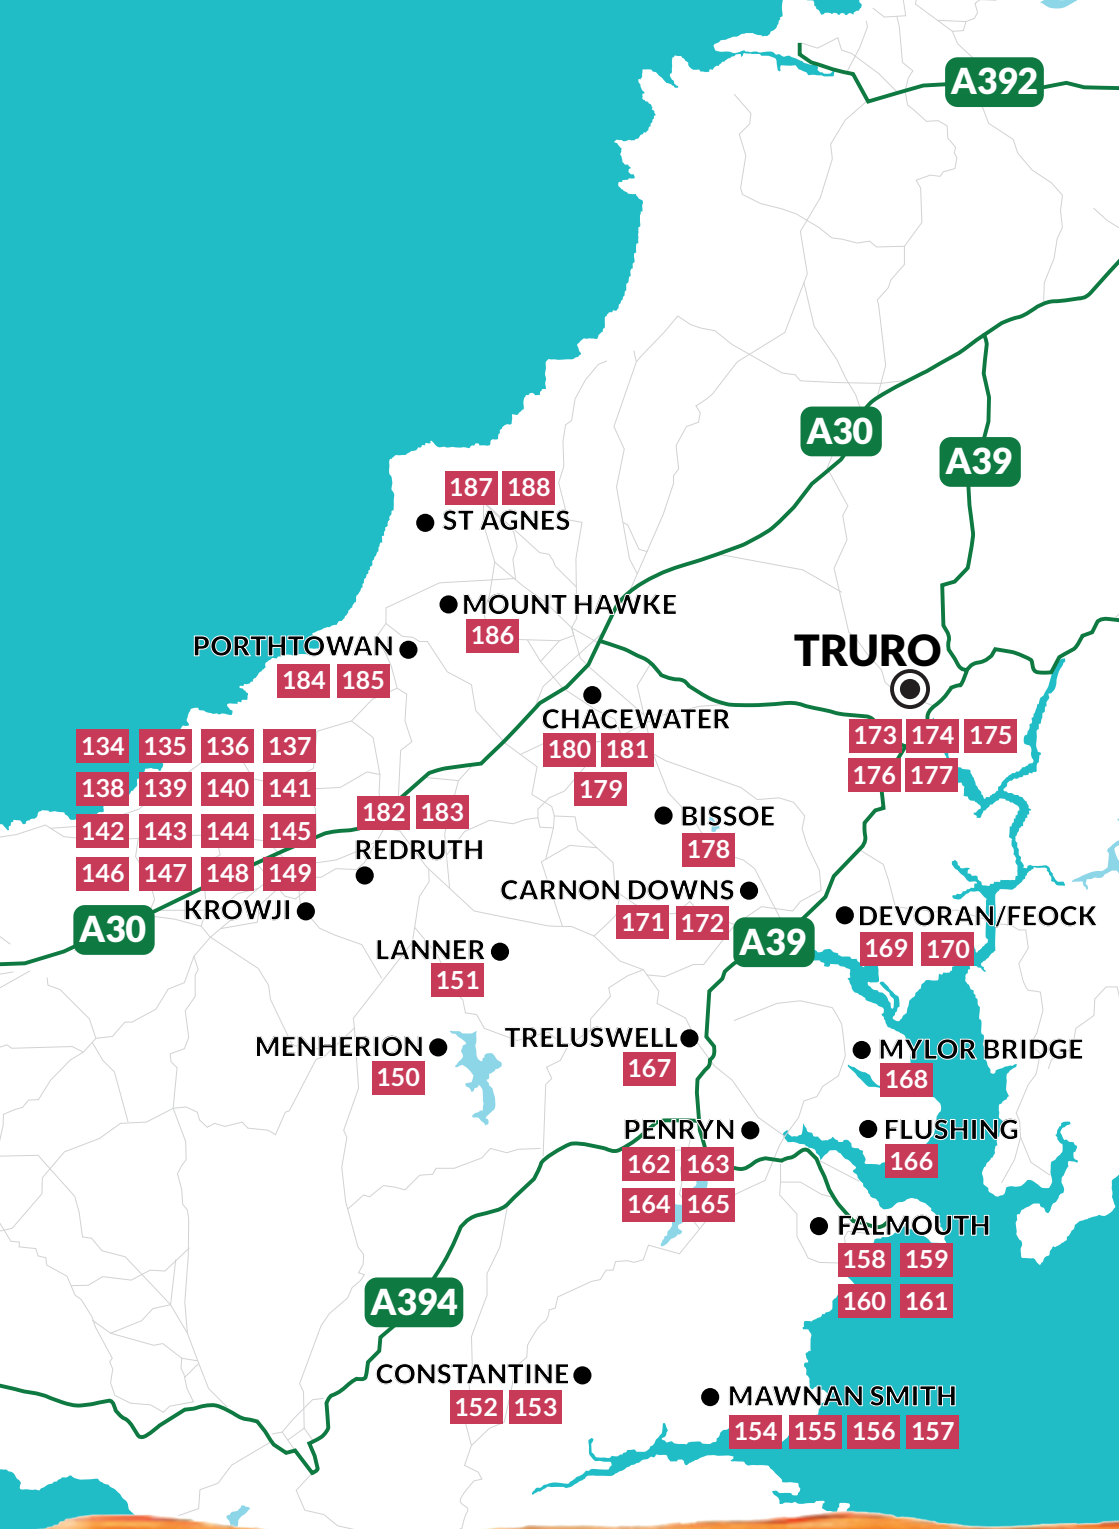 A392
A30
A39
187 188
ST AGNES
MOUNT HAWKE
186
PORTHTOWAN
184 185
TRURO
173 174 175
176 177
CHACEWATER
180 181
179
134 135 136 137
138 139 140 141
142 143 144 145
146 147 148 149
KROWJI
A30
182 183
REDRUTH
BISSOE
178
CARNON DOWNS
171 172
A39
DEVORAN/FEOCK
169 170
LANNER
151
MENHERION
150
TRELUSWELL
167
MYLOR BRIDGE
168
PENRYN
162 163
164 165
FLUSHING
166
FALMOUTH
158 159
160 161
A394
CONSTANTINE
152 153
MAWNAN SMITH
154 155 156 157